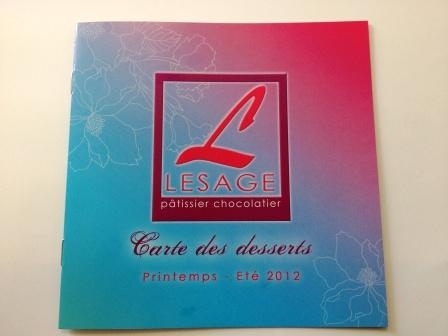 L
LESAGE
pâtissier chocolatier
Carte des desserts
Printemps - Eté 2012